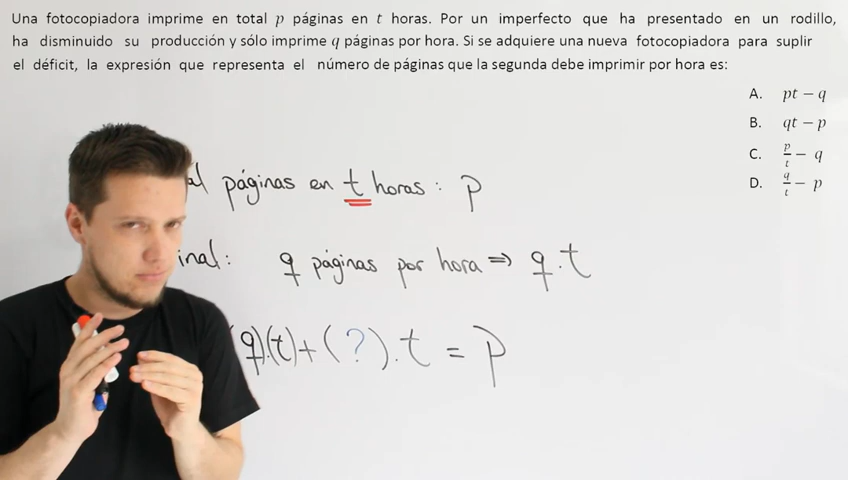 Una fotocopiadora imprime en total p páginas en t horas. Por un imperfecto que ha presentado en un rodillo,
ha disminuido su producción y sólo imprime q páginas por hora. Si se adquiere una nueva fotocopiadora para suplir
el déficit, la expresión que representa el número de páginas que la segunda debe imprimir por hora es:
A. pt − q
B. qt − p
C. p/t − q
D. q/t − p
páginas en t horas : p
q páginas por hora ⇒ q.t
(q).(t) + (?).t = p